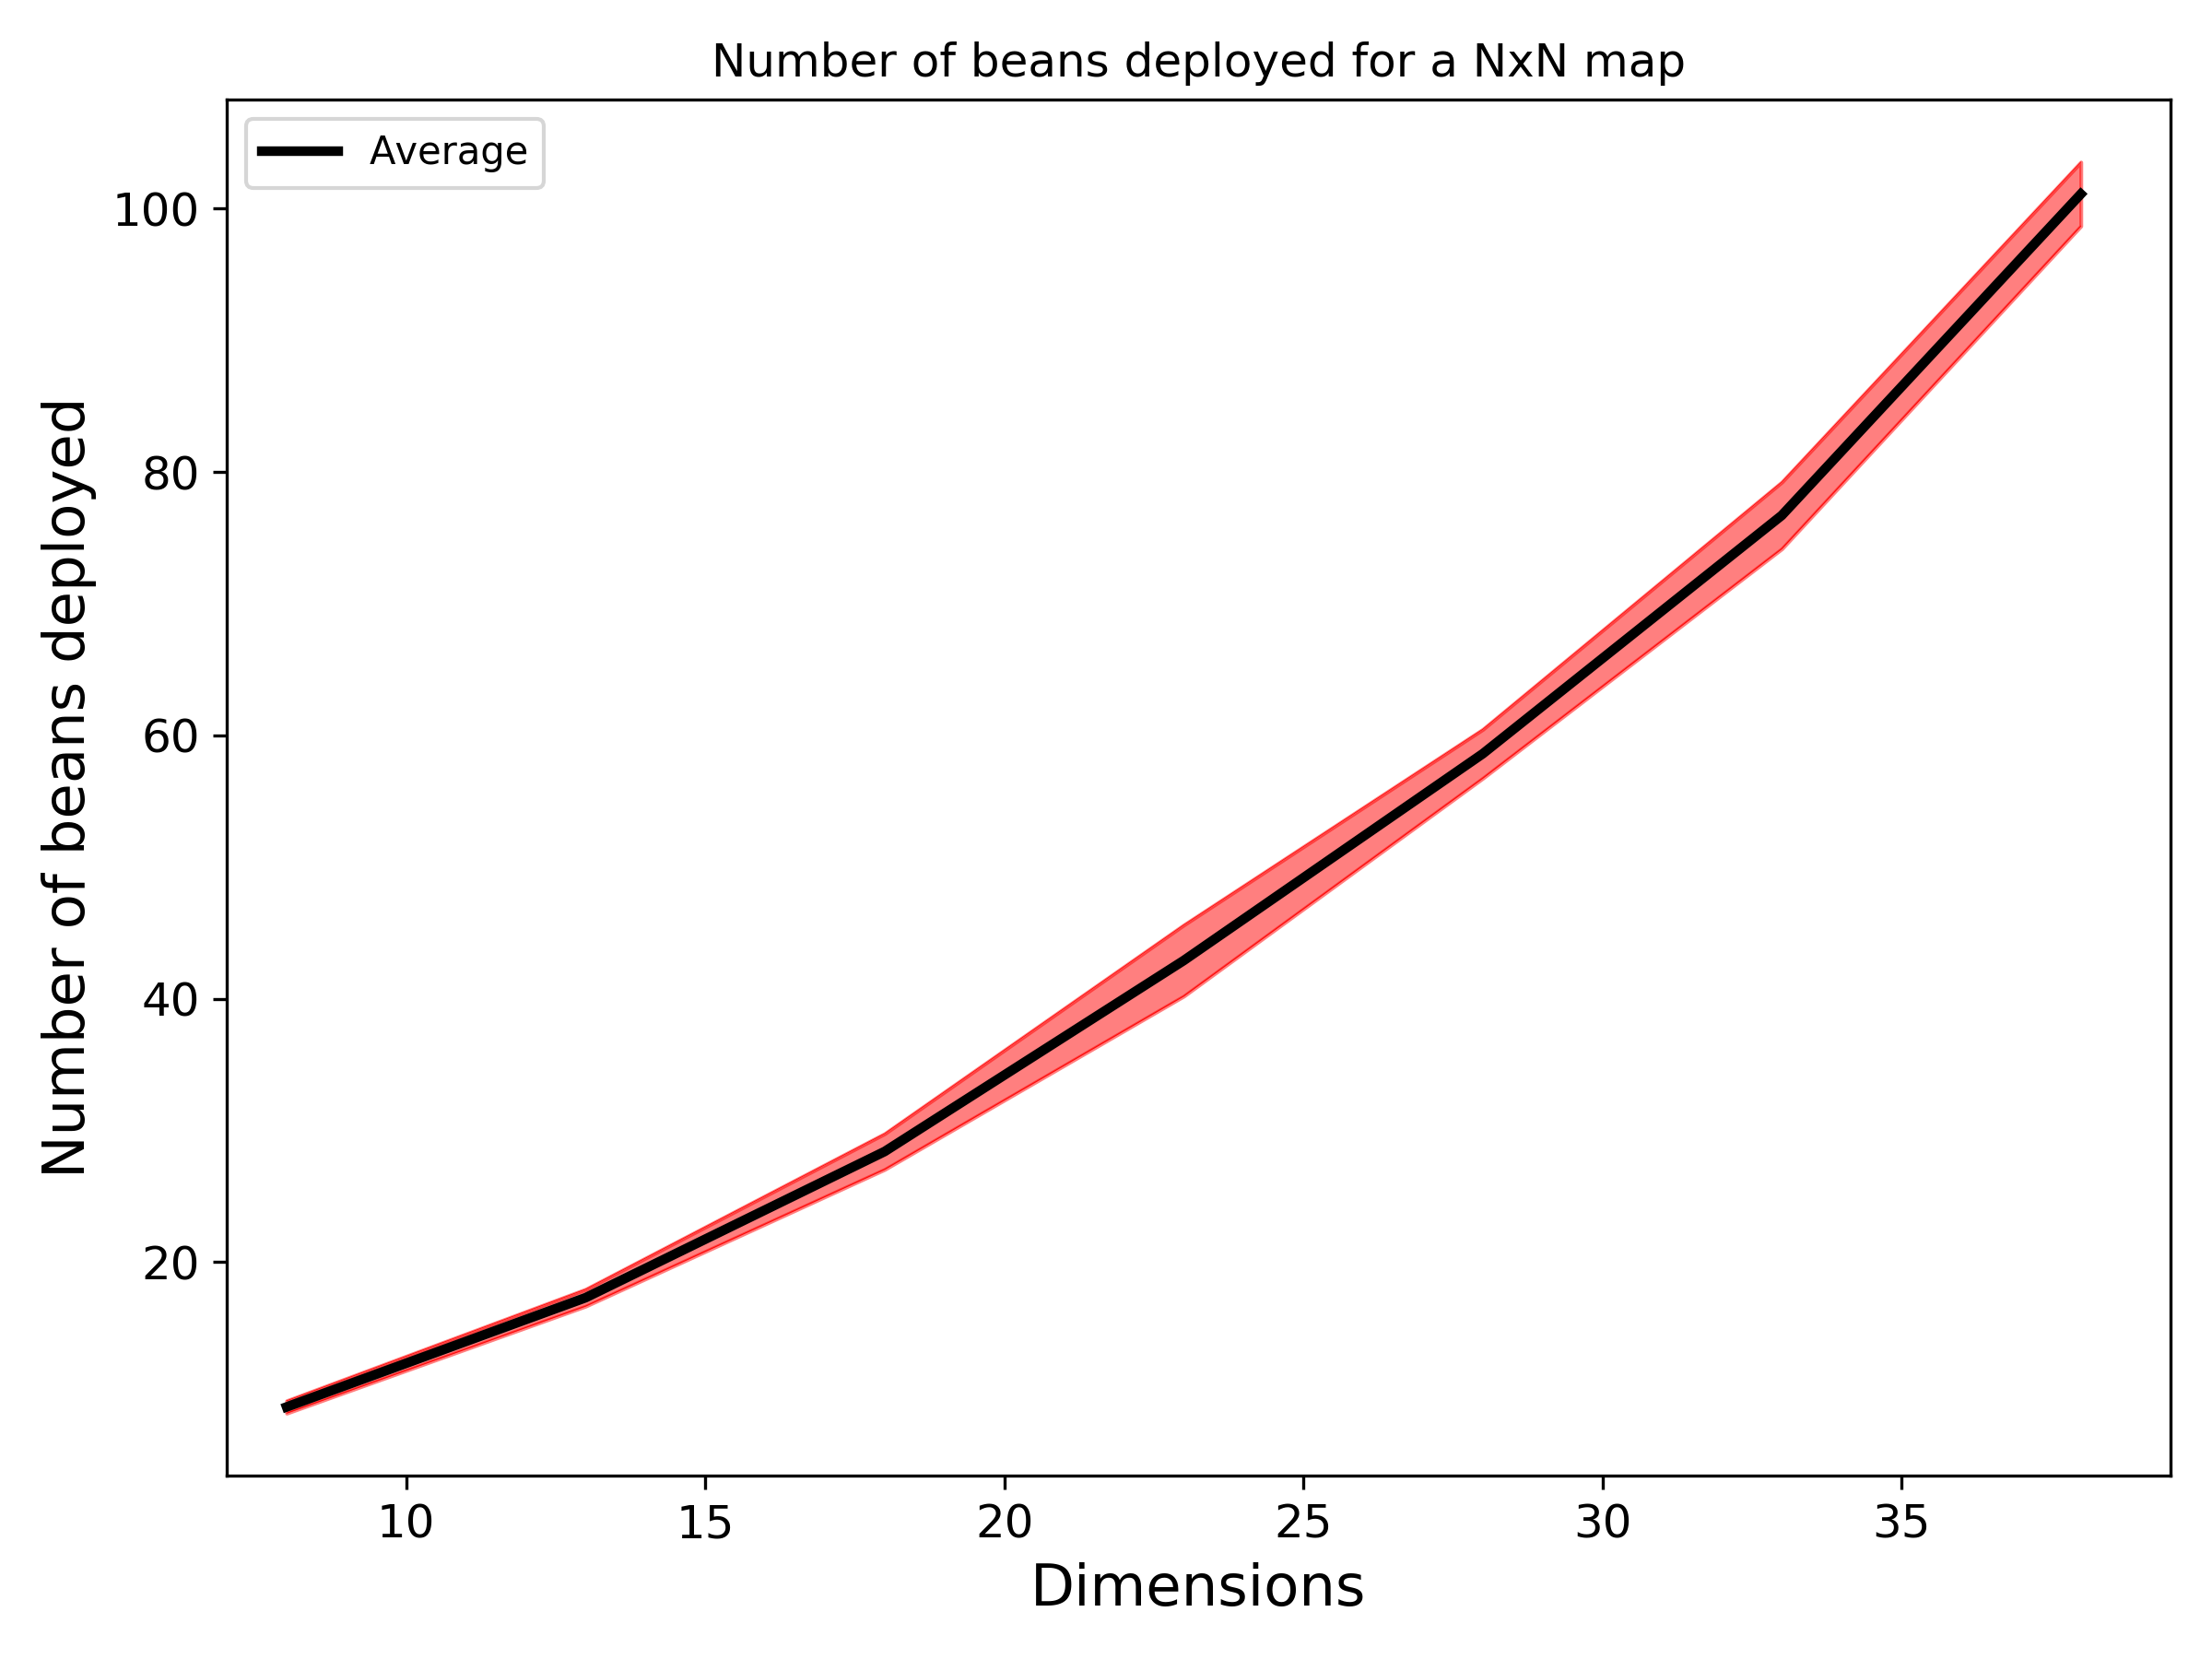 Number of beans deployed for a NxN map
Average
Number of beans deployed
100
80
60
40
20
10 15 20 25 30 35
Dimensions